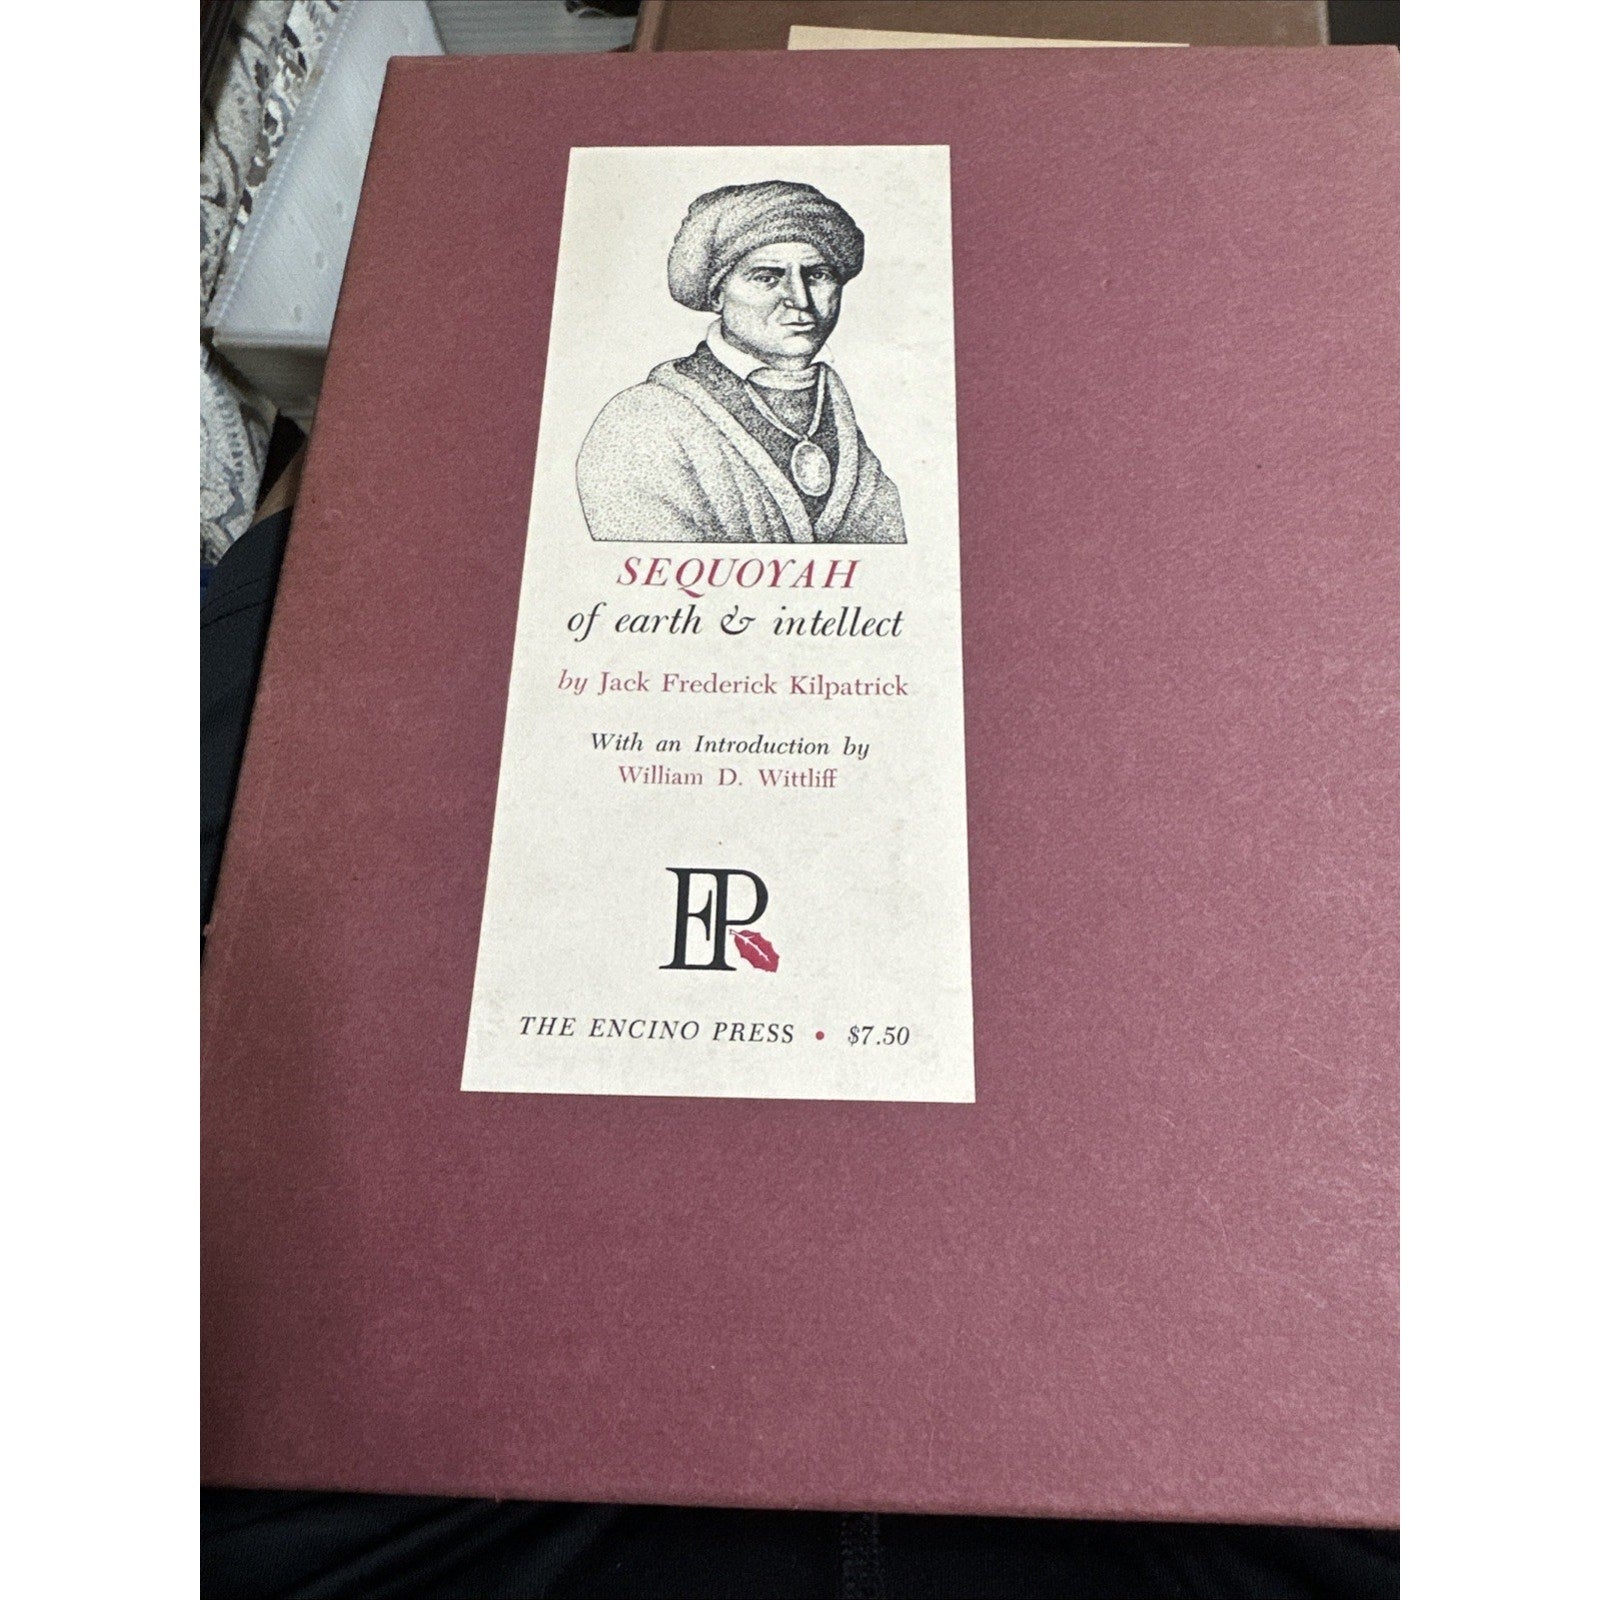 SEQUOYAH
of earth & intellect
by Jack Frederick Kilpatrick
With an Introduction by
William D. Wittliff
EP
THE ENCINO PRESS • $7.50